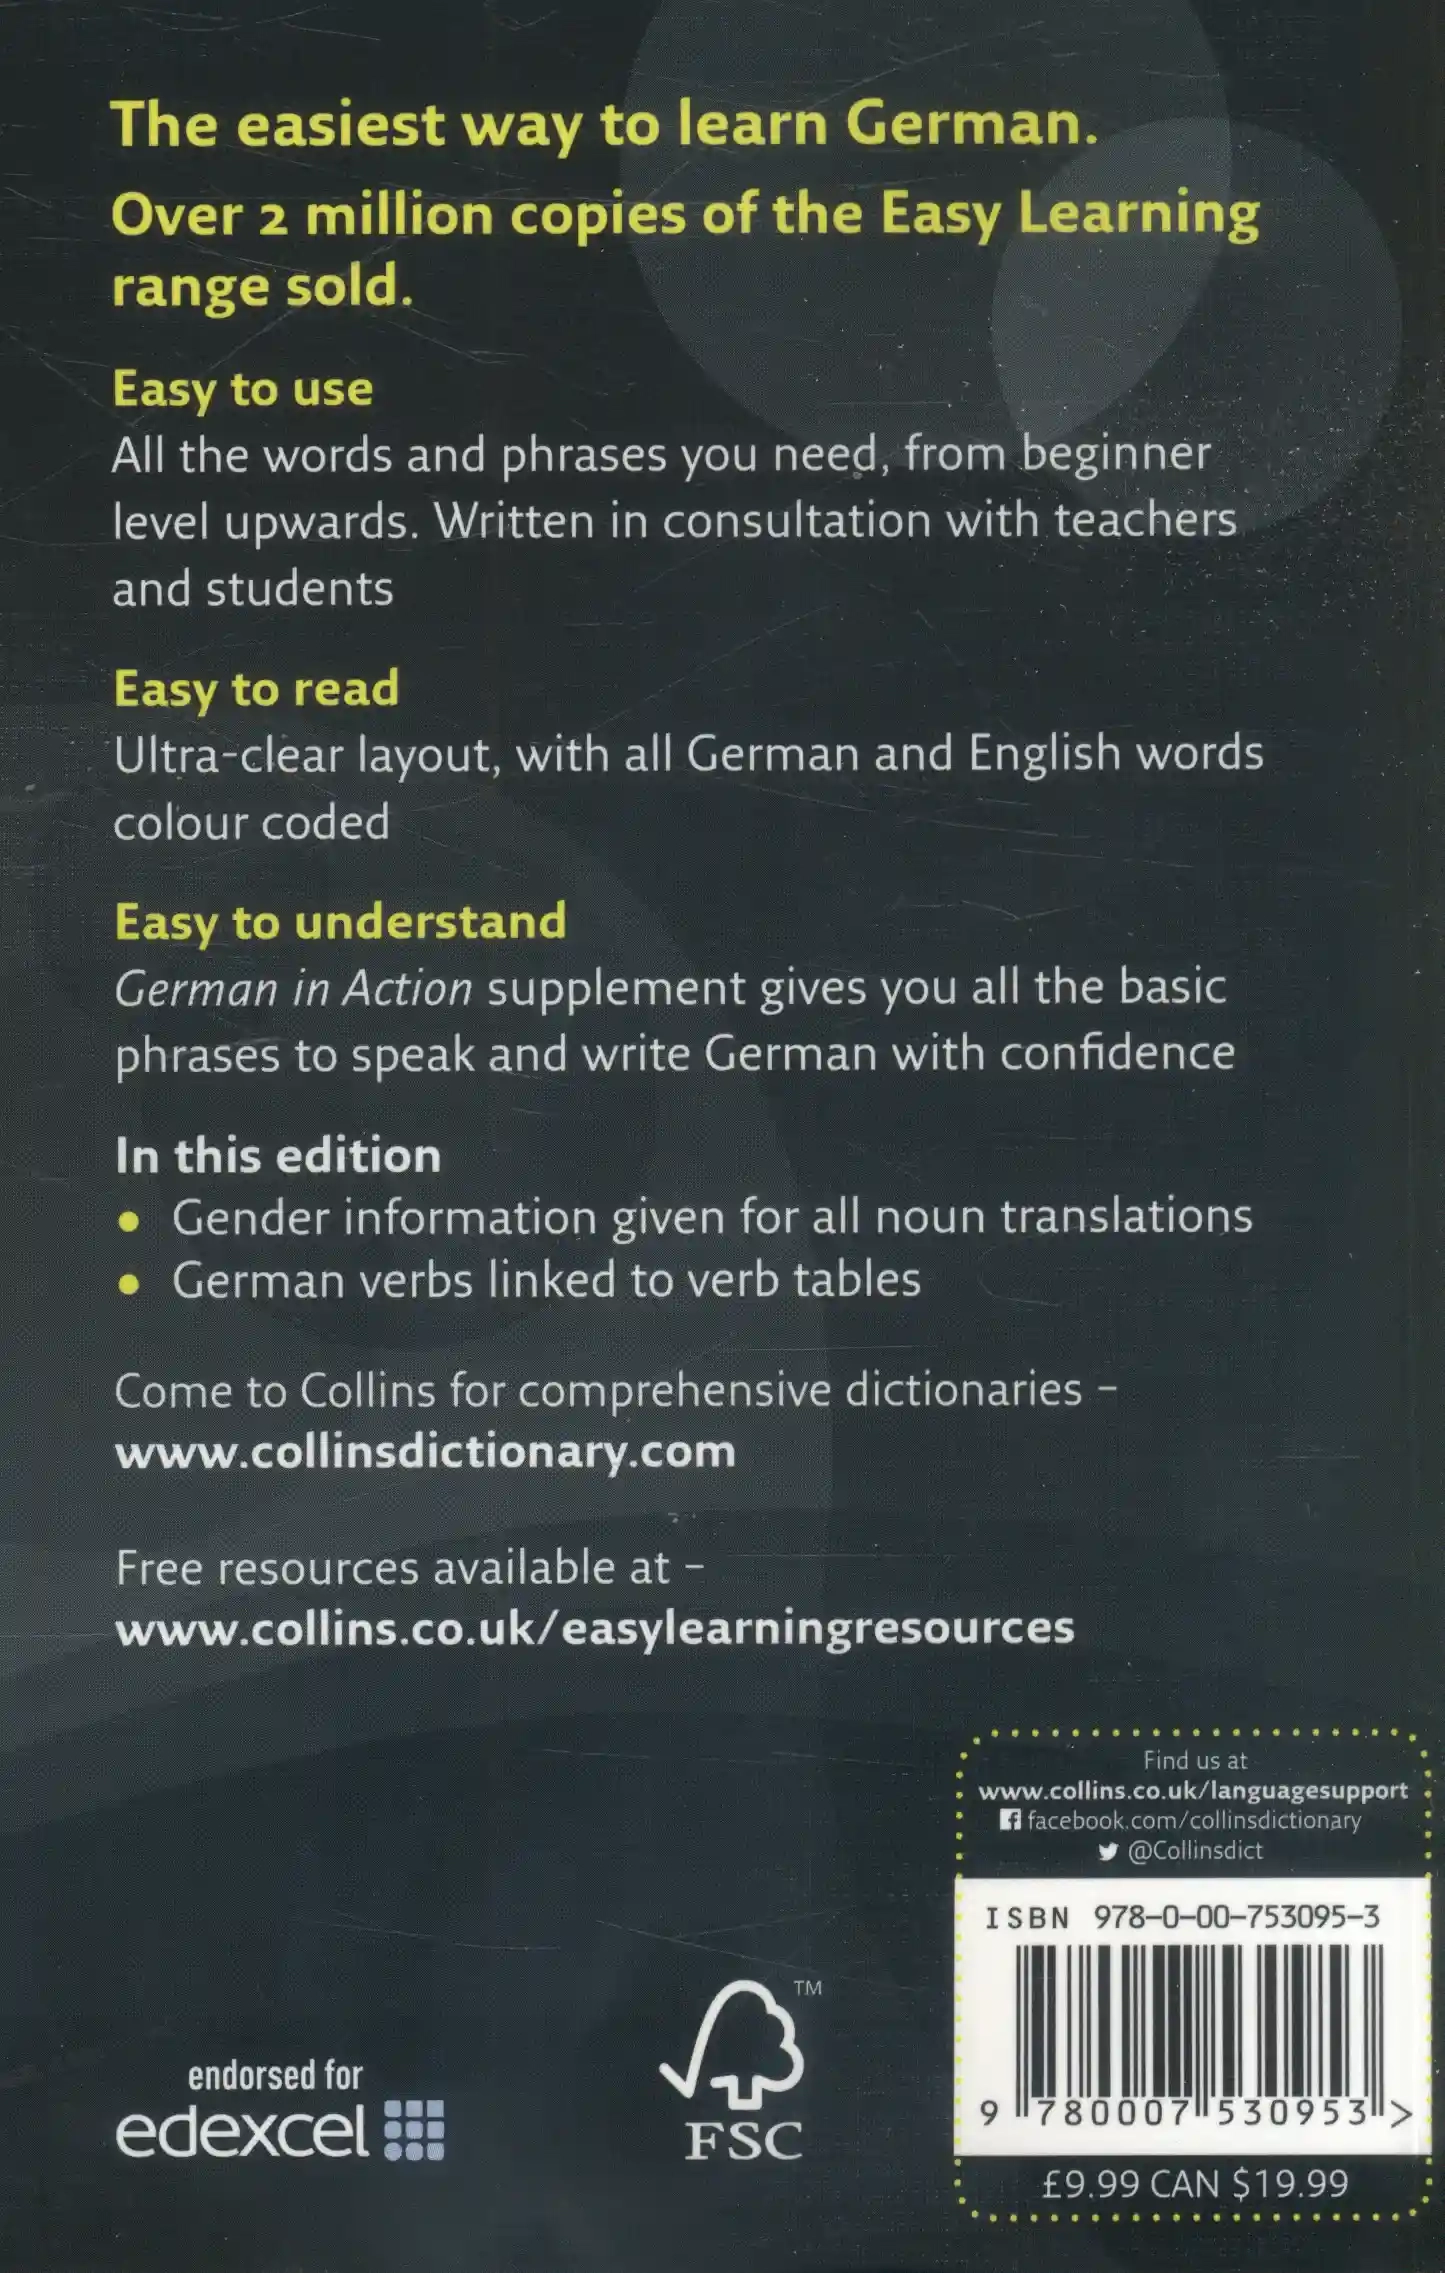 The easiest way to learn German.
Over 2 million copies of the Easy Learning
range sold.
Easy to use
All the words and phrases you need, from beginner
level upwards. Written in consultation with teachers
and students
Easy to read
Ultra-clear layout, with all German and English words
colour coded
Easy to understand
German in Action supplement gives you all the basic
phrases to speak and write German with confidence
In this edition
• Gender information given for all noun translations
• German verbs linked to verb tables
Come to Collins for comprehensive dictionaries –
www.collinsdictionary.com
Free resources available at –
www.collins.co.uk/easylearningresources
Find us at
www.collins.co.uk/languagesupport
facebook.com/collinsdictionary
@Collinsdict
ISBN 978-0-00-753095-3
9 780007 530953 >
£9.99 CAN $19.99
TM
FSC
endorsed for
edexcel